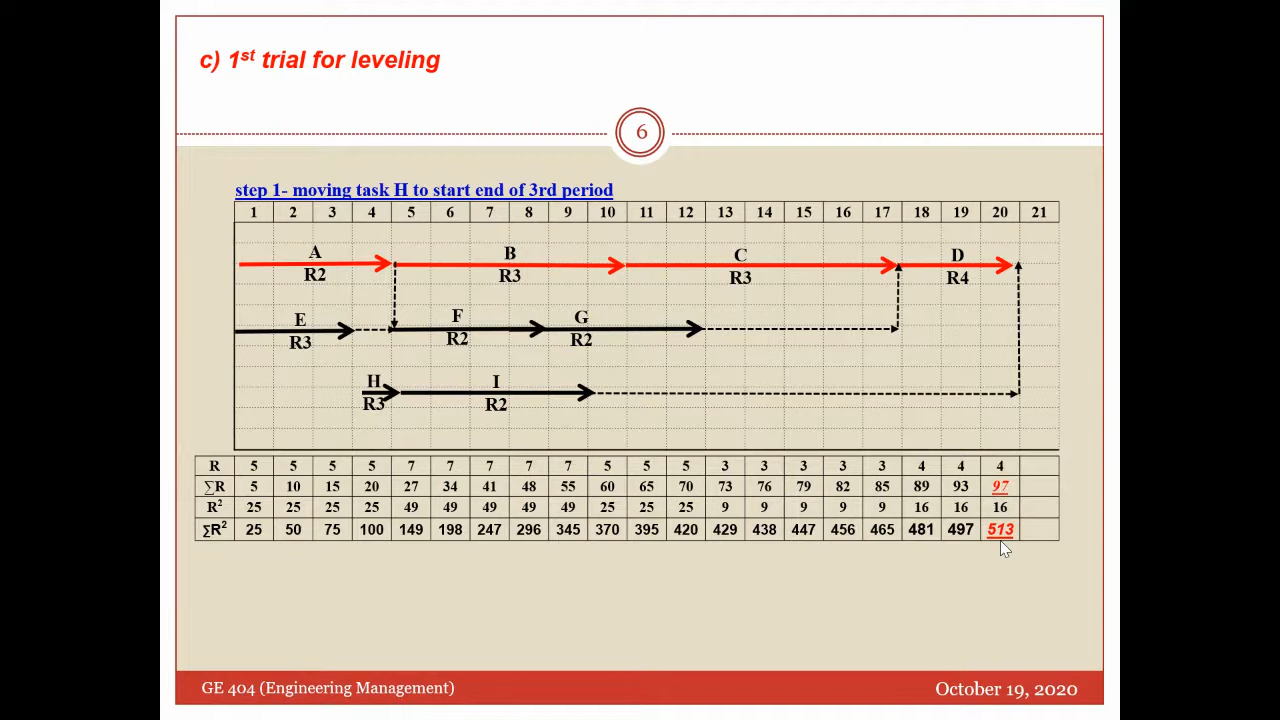 c) 1st trial for leveling
6
step 1- moving task H to start end of 3rd period
1 2 3 4 5 6 7 8 9 10 11 12 13 14 15 16 17 18 19 20 21
A B C D
R2 R3 R3 R4
E F G
R3 R2 R2
H I
R3 R2
R 5 5 5 5 7 7 7 7 7 5 5 5 3 3 3 3 3 4 4 4
∑R 5 10 15 20 27 34 41 48 55 60 65 70 73 76 79 82 85 89 93 97
R2 25 25 25 25 49 49 49 49 49 25 25 25 9 9 9 9 9 16 16 16
∑R2 25 50 75 100 149 198 247 296 345 370 395 420 429 438 447 456 465 481 497 513
GE 404 (Engineering Management)
October 19, 2020